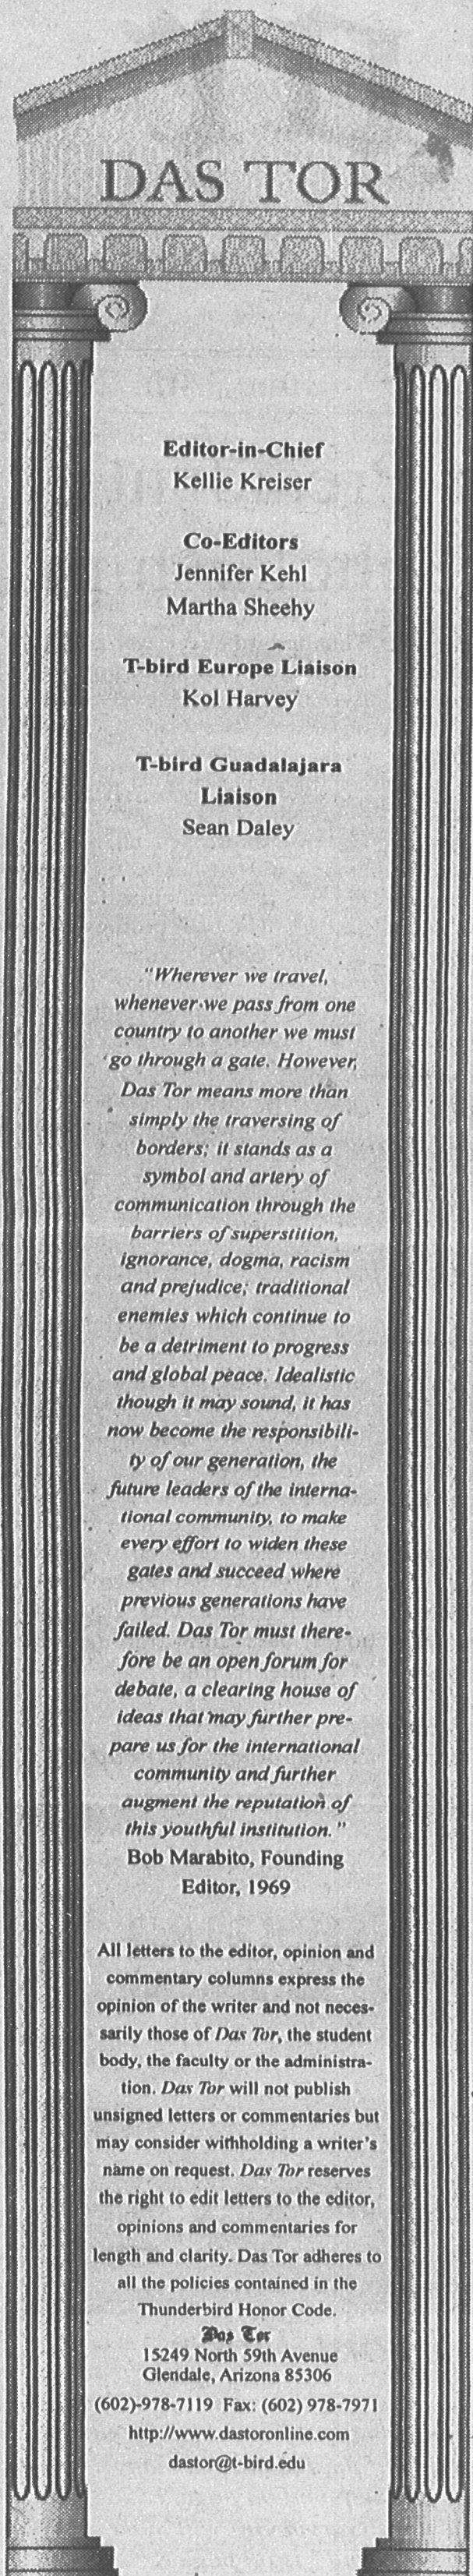 DAS TOR
Editor-in-Chief
Kellie Kreiser
Co-Editors
Jennifer Kehl
Martha Sheehy
T-bird Europe Liaison
Kol Harvey
T-bird Guadalajara
Liaison
Sean Daley
"Wherever we travel,
whenever we pass from one
country to another we must
go through a gate. However,
Das Tor means more than
simply the traversing of
borders; it stands as a
symbol and artery of
communication through the
barriers of superstition,
ignorance, dogma, racism
and prejudice; traditional
enemies which continue to
be a detriment to progress
and global peace. Idealistic
though it may sound, it has
now become the responsibili-
ty of our generation, the
future leaders of the interna-
tional community, to make
every effort to widen these
gates and succeed where
previous generations have
failed. Das Tor must there-
fore be an open forum for
debate, a clearing house of
ideas that may further pre-
pare us for the international
community and further
augment the reputation of
this youthful institution."
Bob Marabito, Founding
Editor, 1969
All letters to the editor, opinion and
commentary columns express the
opinion of the writer and not neces-
sarily those of Das Tor, the student
body, the faculty or the administra-
tion. Das Tor will not publish
unsigned letters or commentaries but
may consider withholding a writer's
name on request. Das Tor reserves
the right to edit letters to the editor,
opinions and commentaries for
length and clarity. Das Tor adheres to
all the policies contained in the
Thunderbird Honor Code.
Das Tor
15249 North 59th Avenue
Glendale, Arizona 85306
(602)-978-7119 Fax: (602) 978-7971
http://www.dastoronline.com
dastor@t-bird.edu